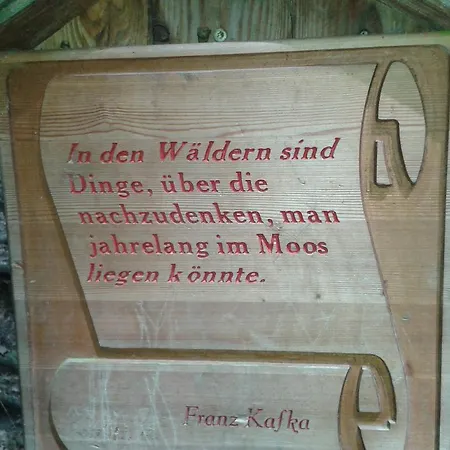 In den Wäldern sind
Dinge, über die
nachzudenken, man
jahrelang im Moos
liegen könnte.
Franz Kafka